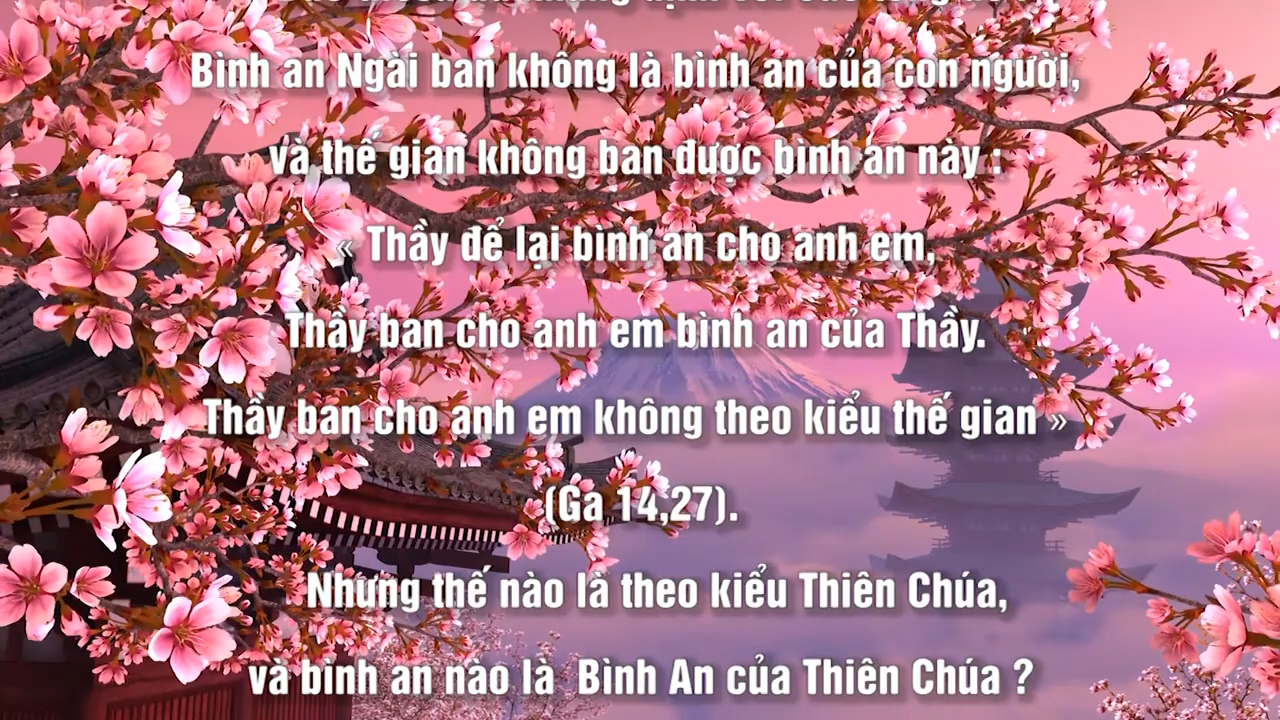 Bình an Ngài ban không là bình an của con người,
và thế gian không ban được bình an này :
« Thầy để lại bình an cho anh em,
Thầy ban cho anh em bình an của Thầy.
Thầy ban cho anh em không theo kiểu thế gian »
(Ga 14,27).
Nhưng thế nào là theo kiểu Thiên Chúa,
và bình an nào là Bình An của Thiên Chúa ?